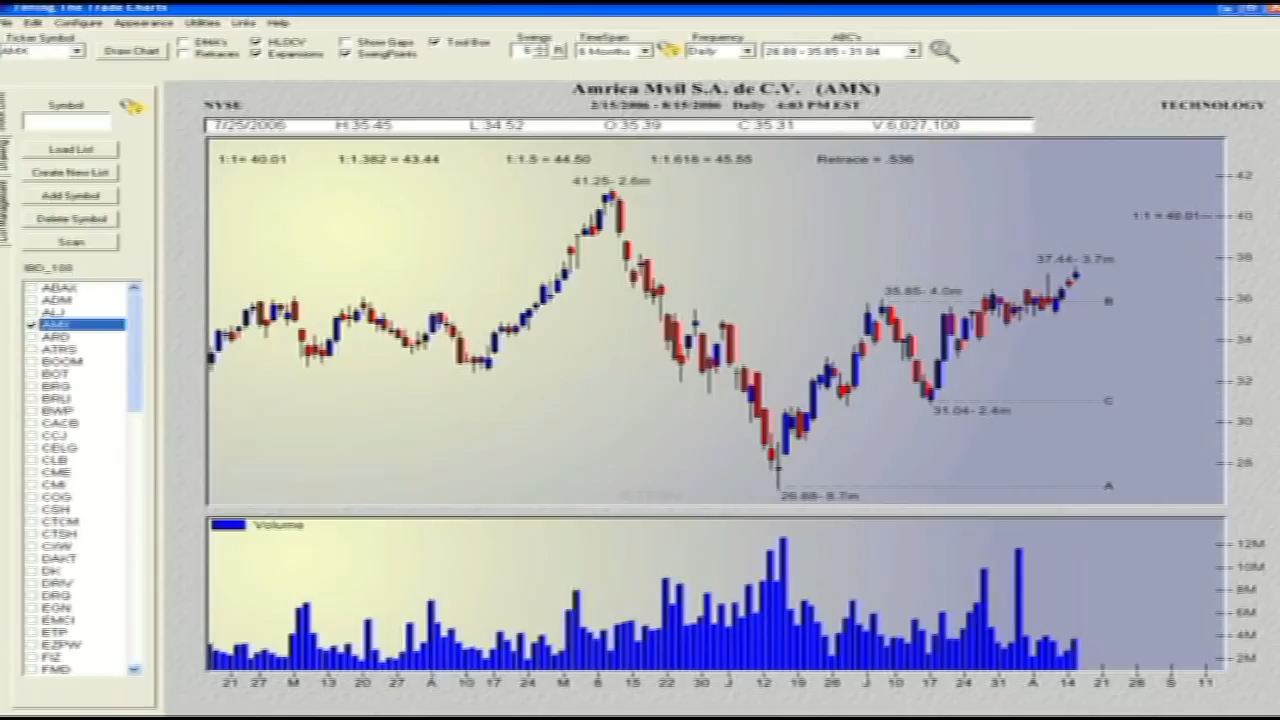 Timing The Trade Charts
File Edit Configure Appearance Utilities Links Help
Ticker Symbol
AMX
Draw Chart
DMA's
Retraces
HLOCV
Expansions
Show Gaps
SwingPoints
Tool Box
Swings
5
R
TimeSpan
6 Months
Frequency
Daily
ABC's
26.88 - 35.85 - 31.04
Symbol
Load List
Create New List
Add Symbol
Delete Symbol
Scan
IBD_100
ABAX
ADM
ALJ
AMX
ARD
ATRS
BOOM
BOT
BRG
BRLI
BWP
CACB
CCJ
CELG
CLB
CME
CMI
COG
CSH
CTCM
CTSH
CXW
DAKT
DK
DRIV
DRQ
EGN
EMCI
ETP
EZPW
FIZ
FMD
Amrica Mvil S.A. de C.V. (AMX)
NYSE
2/15/2006 - 8/15/2006 Daily 4:03 PM EST
TECHNOLOGY
7/25/2006 H:35.45 L:34.52 O:35.39 C:35.31 V:6,027,100
1:1= 40.01 1:1.382 = 43.44 1:1.5 = 44.50 1:1.618 = 45.55 Retrace = .536
41.25- 2.6m
37.44- 3.7m
35.85- 4.0m
31.04- 2.4m
26.88- 8.7m
1:1 = 40.01
B
C
A
42
40
38
36
34
32
30
28
Volume
12M
10M
8M
6M
4M
2M
21 27 M 13 20 27 A 10 17 24 M 8 15 22 30 J 12 19 26 J 10 17 24 31 A 14 21 28 S 11